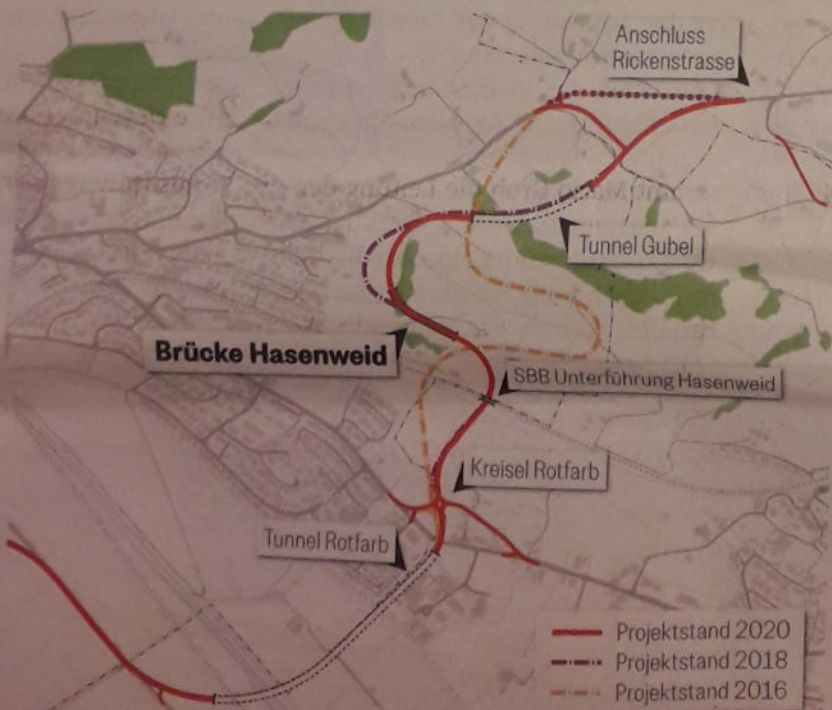 Anschluss
Rickenstrasse
Tunnel Gubel
Brücke Hasenweid
SBB Unterführung Hasenweid
Kreisel Rotfarb
Tunnel Rotfarb
Projektstand 2020
Projektstand 2018
Projektstand 2016